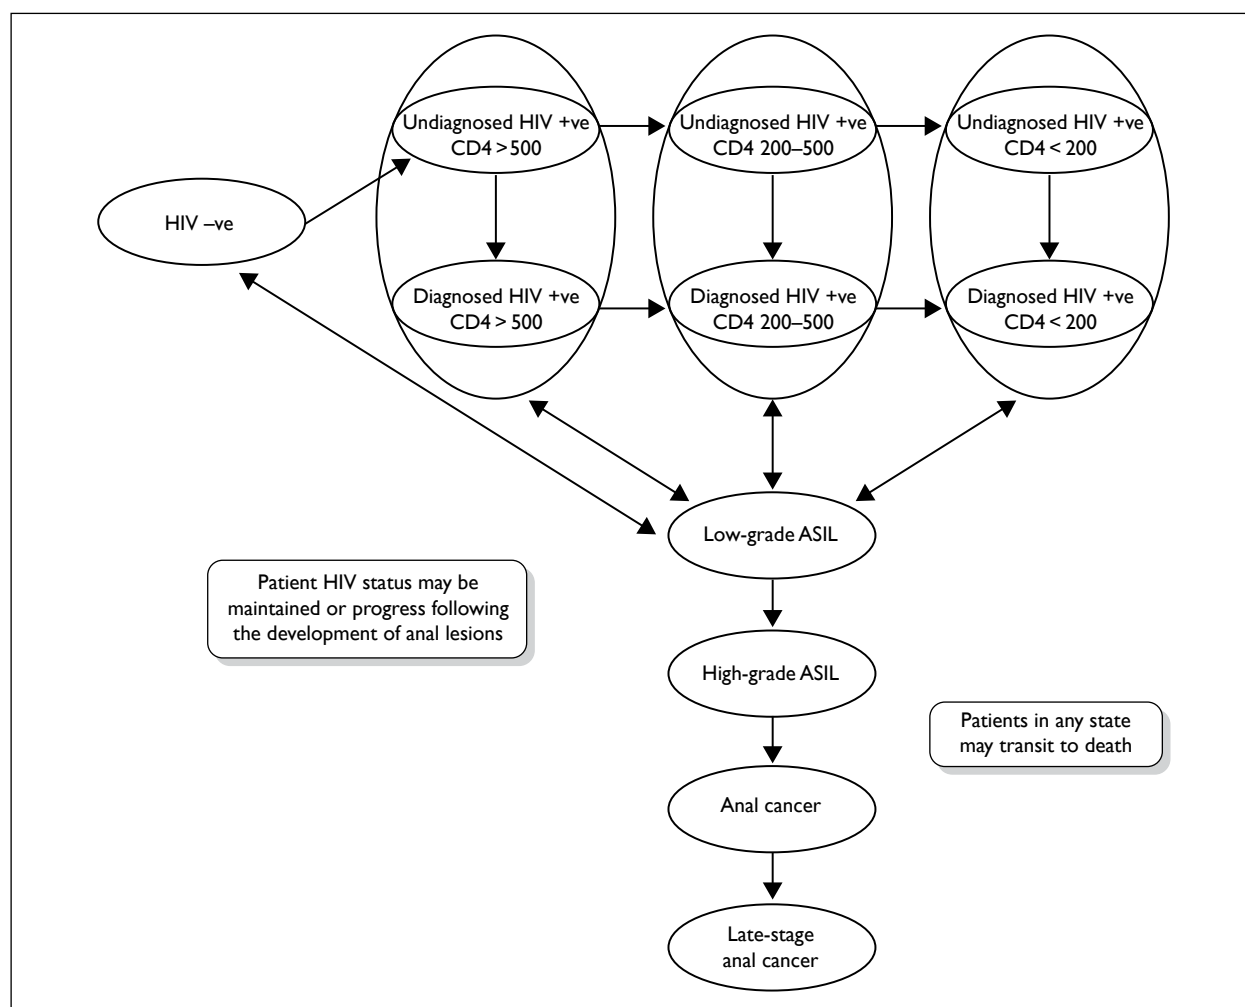 Undiagnosed HIV +ve
CD4 > 500
Undiagnosed HIV +ve
CD4 200–500
Undiagnosed HIV +ve
CD4 < 200
HIV –ve
Diagnosed HIV +ve
CD4 > 500
Diagnosed HIV +ve
CD4 200–500
Diagnosed HIV +ve
CD4 < 200
Low-grade ASIL
Patient HIV status may be
maintained or progress following
the development of anal lesions
High-grade ASIL
Patients in any state
may transit to death
Anal cancer
Late-stage
anal cancer